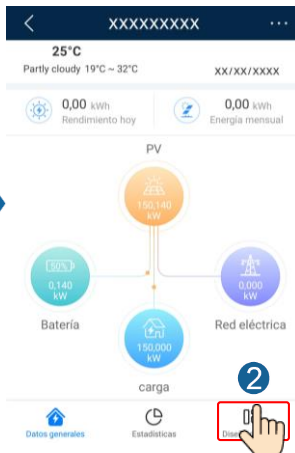 XXXXXXXXX
25°C
Partly cloudy 19°C ~ 32°C
XX/XX/XXXX
0,00 kWh
Rendimiento hoy
0,00 kWh
Energía mensual
PV
150,140
kW
50%
0,140
kW
0,000
kW
Batería
Red eléctrica
150,000
kW
carga
2
Datos generales
Estadísticas